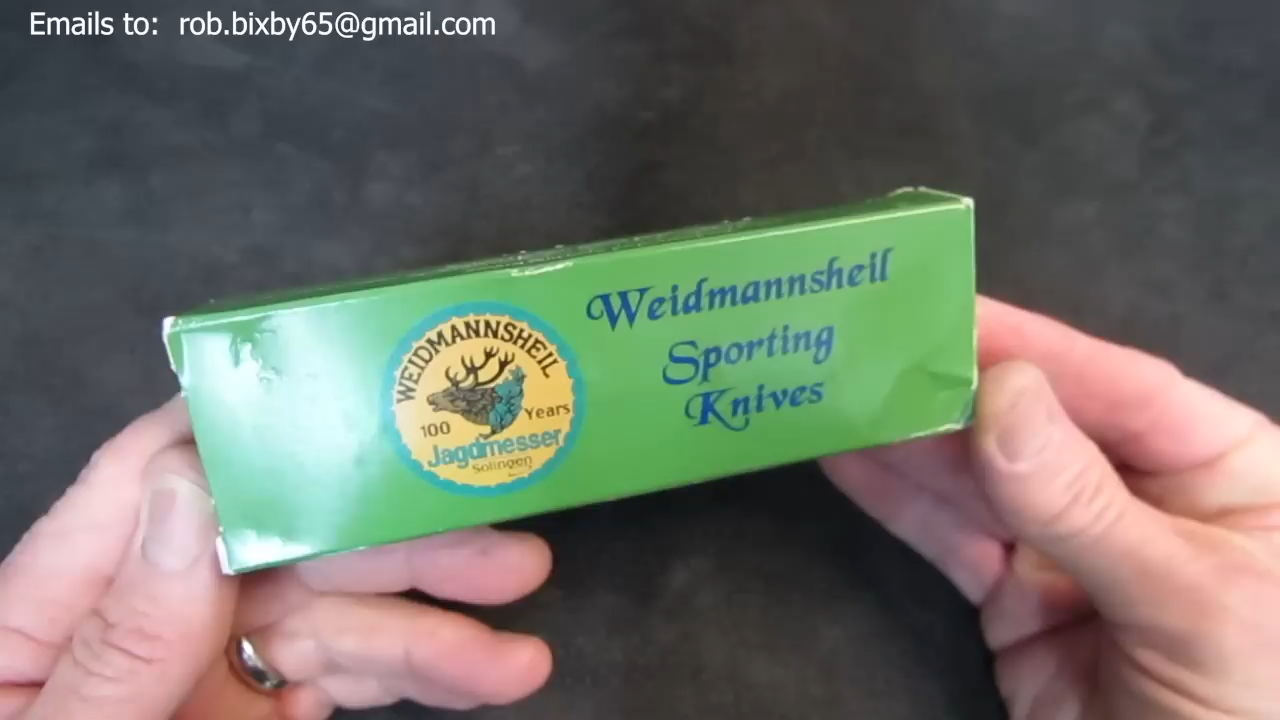 Emails to: rob.bixby65@gmail.com
WEIDMANNSHEIL
100 Years
Jagdmesser
Solingen
Weidmannsheil
Sporting
Knives